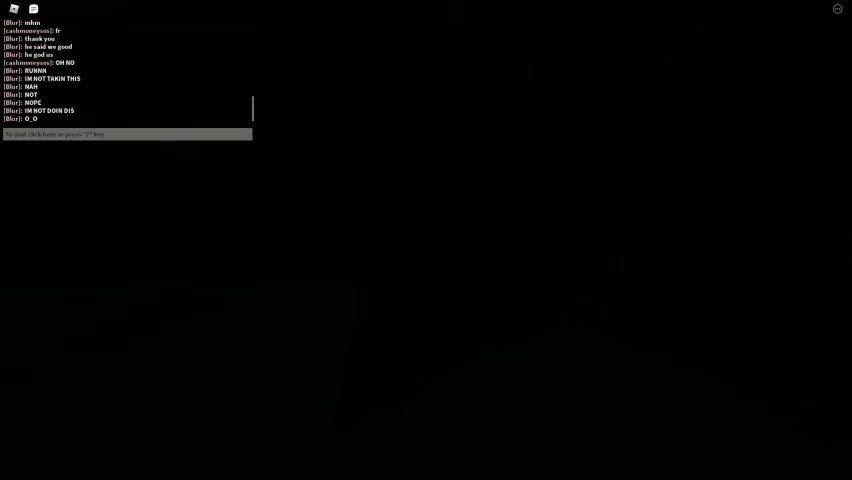 [Blur]: mhm
[cashmoneysos]: fr
[Blur]: thank you
[Blur]: he said we good
[Blur]: he god us
[cashmoneysos]: OH NO
[Blur]: RUNNN
[Blur]: IM NOT TAKIN THIS
[Blur]: NAH
[Blur]: NOT
[Blur]: NOPE
[Blur]: IM NOT DOIN DIS
[Blur]: O_O
To chat click here or press "/" key